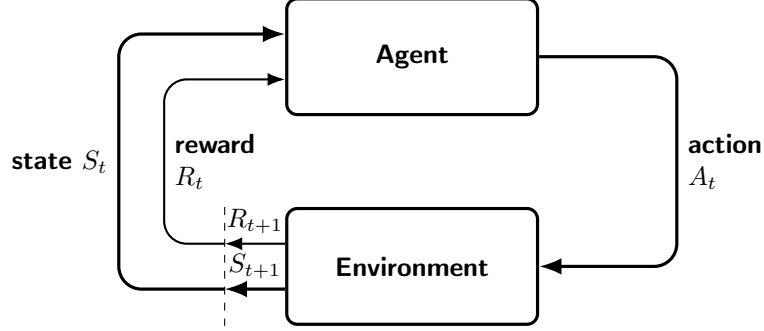 Agent
reward
action
state $S_t$
$R_t$
$A_t$
$R_{t+1}$
$S_{t+1}$
Environment